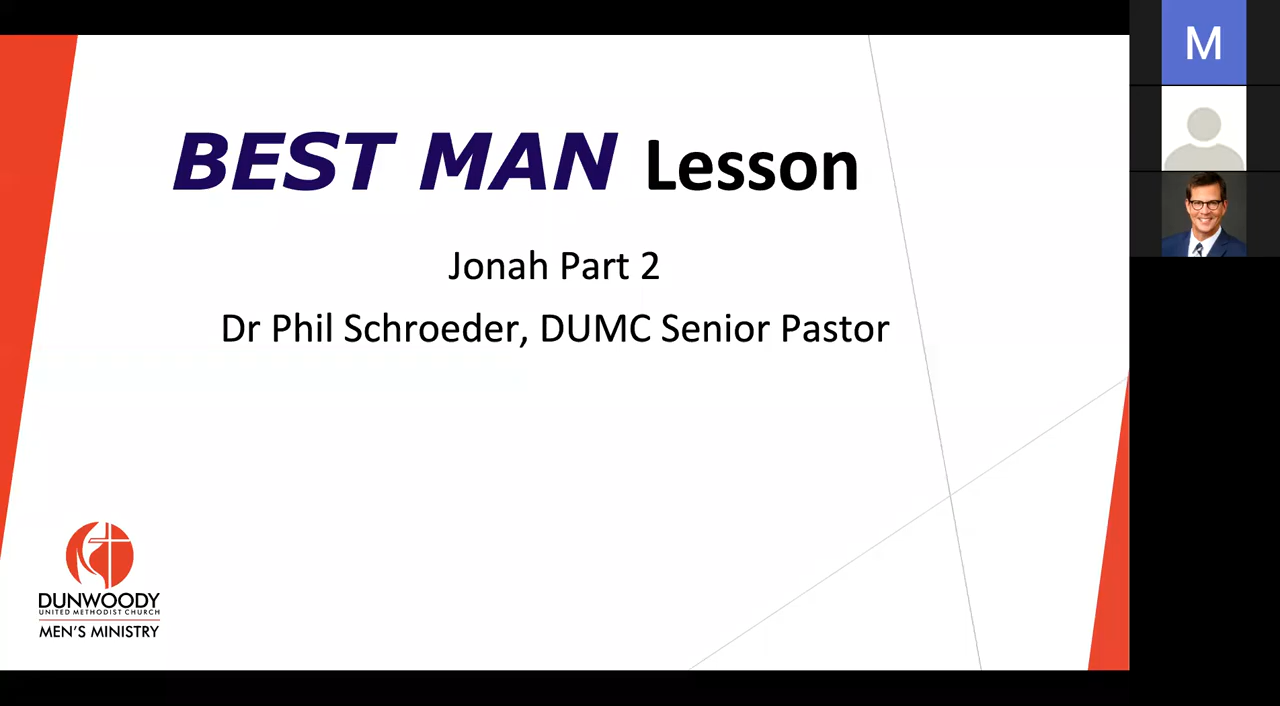 BEST MAN Lesson
Jonah Part 2
Dr Phil Schroeder, DUMC Senior Pastor
DUNWOODY
UNITED METHODIST CHURCH
MEN'S MINISTRY
M